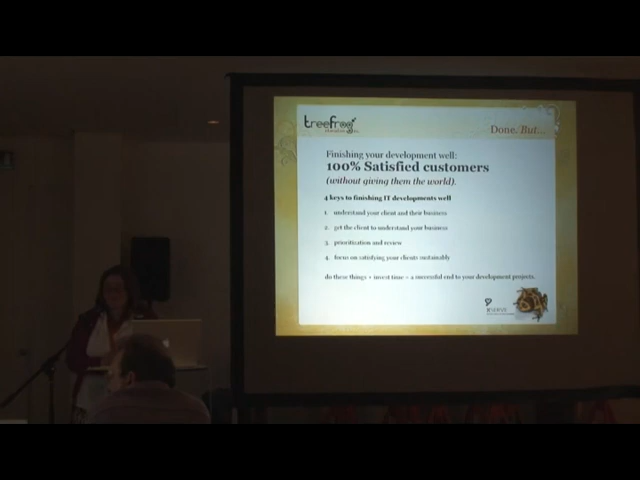 treefrog
Done. But...
Finishing your development well:
100% Satisfied customers
(without giving them the world).
4 keys to finishing IT developments well
1. understand your client and their business
2. get the client to understand your business
3. prioritization and review
4. focus on satisfying your clients sustainably
do these things + invest time = a successful end to your development projects.